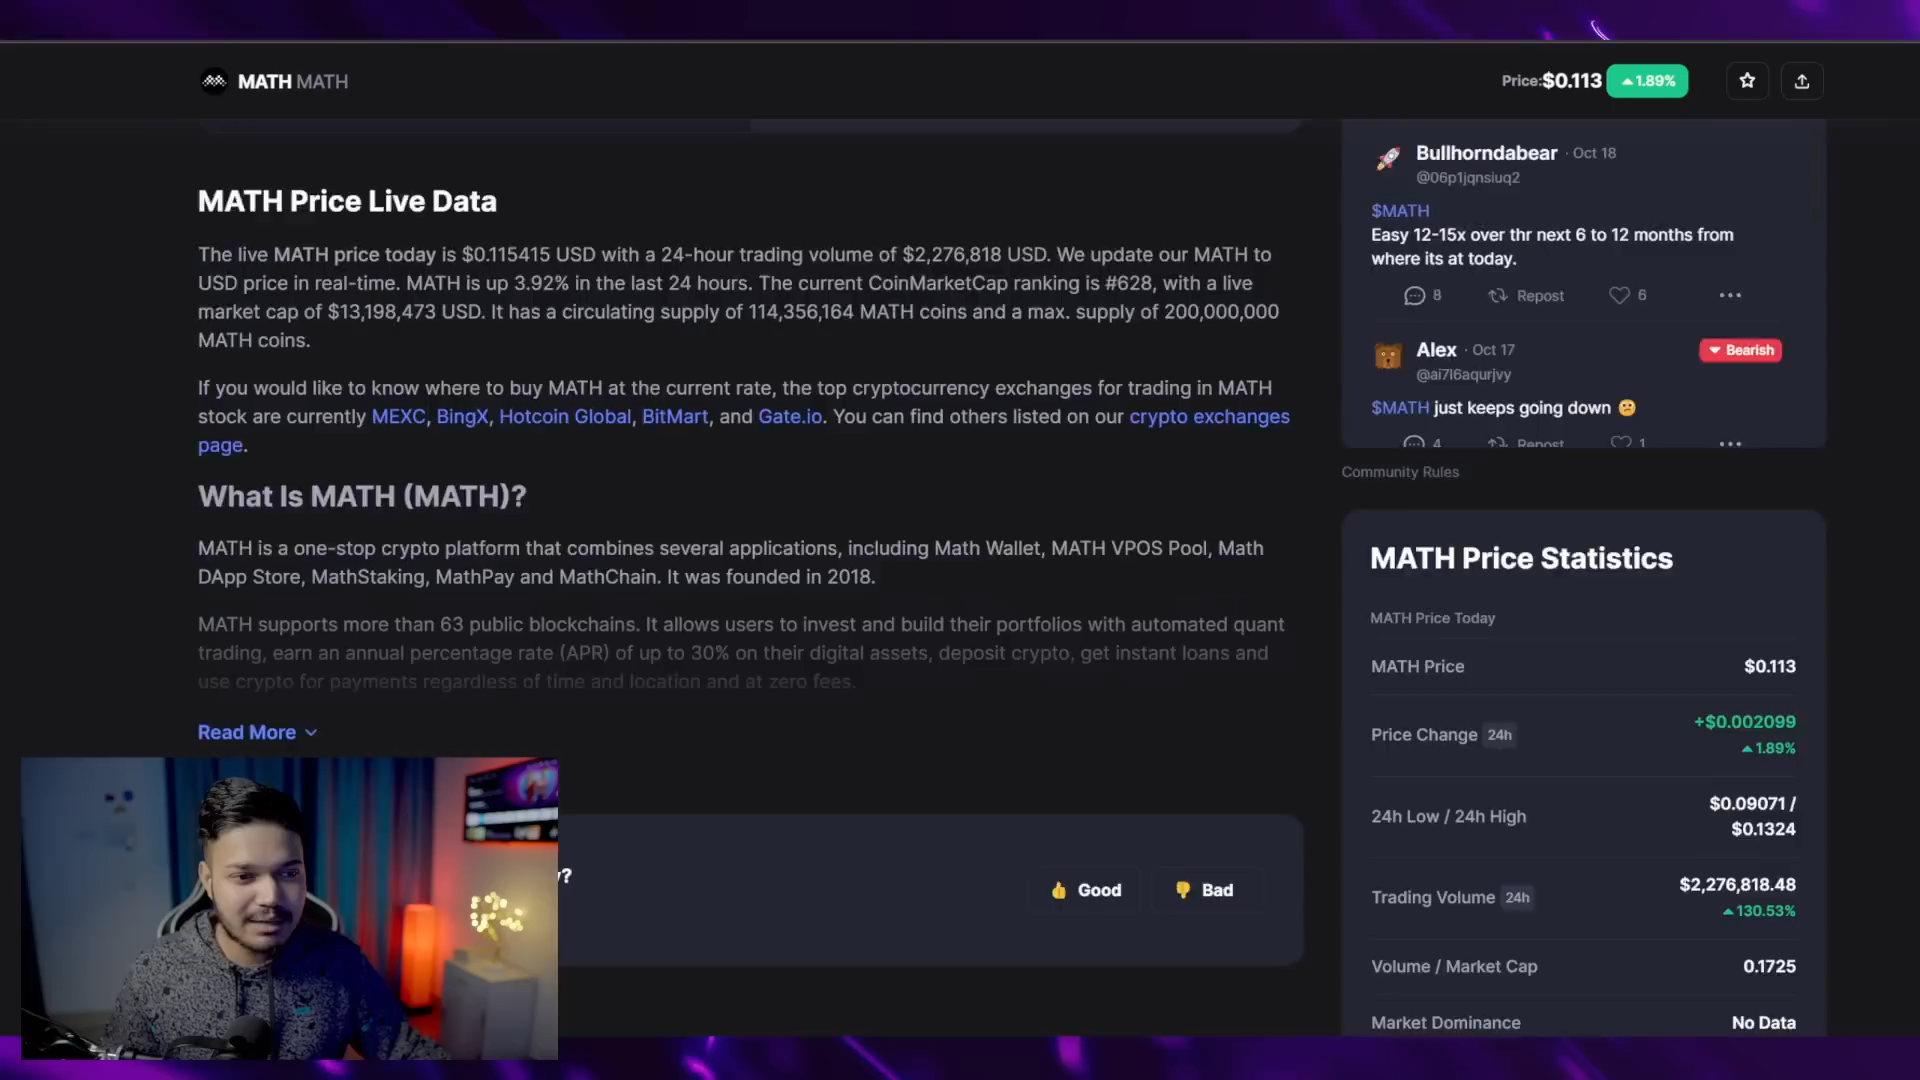 MATH MATH
Price:$0.113 1.89%
MATH Price Live Data
The live MATH price today is $0.115415 USD with a 24-hour trading volume of $2,276,818 USD. We update our MATH to
USD price in real-time. MATH is up 3.92% in the last 24 hours. The current CoinMarketCap ranking is #628, with a live
market cap of $13,198,473 USD. It has a circulating supply of 114,356,164 MATH coins and a max. supply of 200,000,000
MATH coins.
If you would like to know where to buy MATH at the current rate, the top cryptocurrency exchanges for trading in MATH
stock are currently MEXC, BingX, Hotcoin Global, BitMart, and Gate.io. You can find others listed on our crypto exchanges
page.
What Is MATH (MATH)?
MATH is a one-stop crypto platform that combines several applications, including Math Wallet, MATH VPOS Pool, Math
DApp Store, MathStaking, MathPay and MathChain. It was founded in 2018.
MATH supports more than 63 public blockchains. It allows users to invest and build their portfolios with automated quant
trading, earn an annual percentage rate (APR) of up to 30% on their digital assets, deposit crypto, get instant loans and
use crypto for payments regardless of time and location and at zero fees.
Read More
?
Good Bad
Bullhorndabear · Oct 18
@06p1jqnsiuq2
$MATH
Easy 12-15x over thr next 6 to 12 months from
where its at today.
8 Repost 6
Alex · Oct 17 Bearish
@ai7l6aqurjvy
$MATH just keeps going down
4 Repost 1
Community Rules
MATH Price Statistics
MATH Price Today
MATH Price $0.113
Price Change 24h +$0.002099
1.89%
24h Low / 24h High $0.09071 /
$0.1324
Trading Volume 24h $2,276,818.48
130.53%
Volume / Market Cap 0.1725
Market Dominance No Data